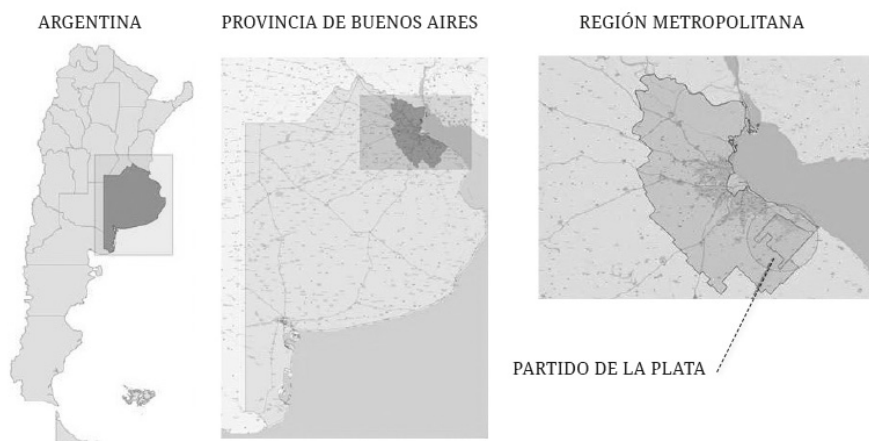 ARGENTINA
PROVINCIA DE BUENOS AIRES
REGIÓN METROPOLITANA
PARTIDO DE LA PLATA